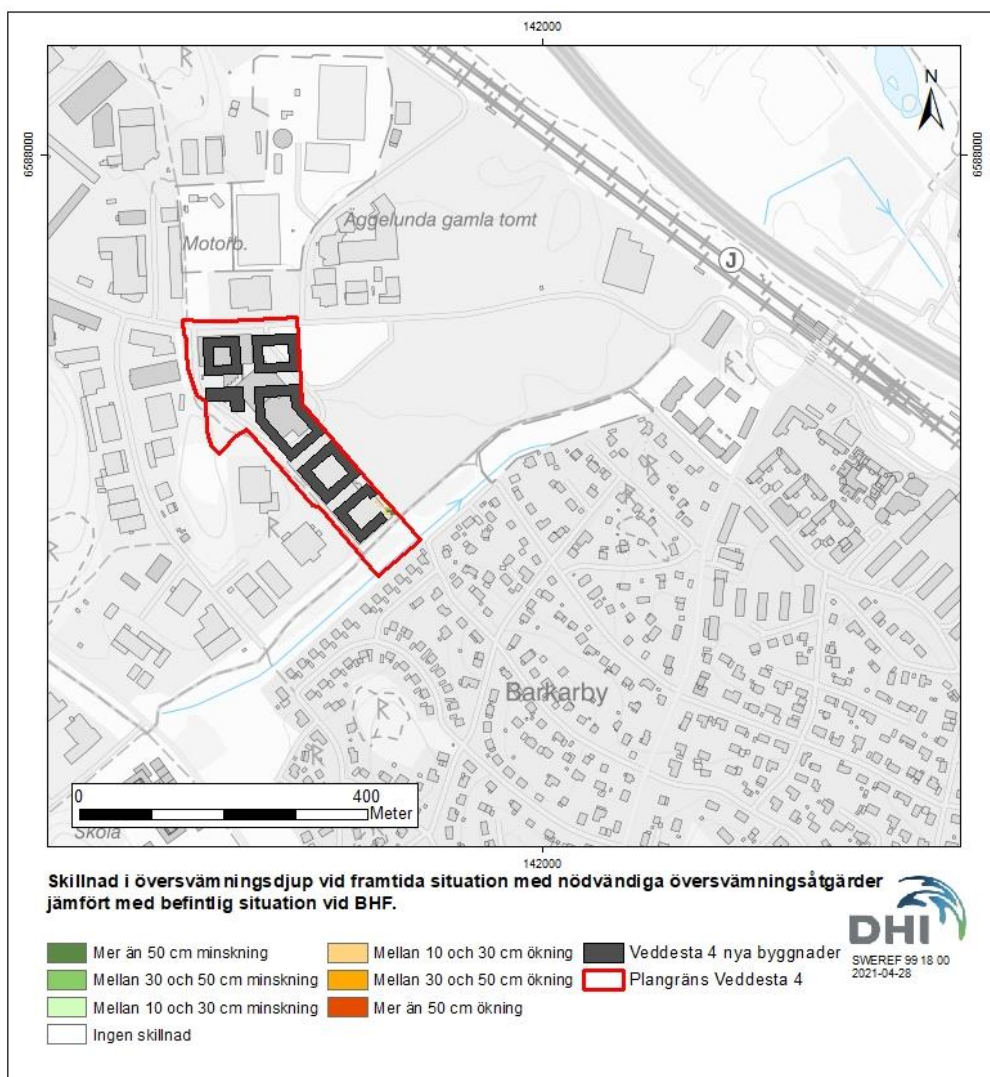 142000
6588000
6588000
N
Äggelunda gamla tomt
Motorb.
J
R
R
R
R
R
R
R
Barkarby
0 400
Meter
Skola
142000
Skillnad i översvämningsdjup vid framtida situation med nödvändiga översvämningsåtgärder
jämfört med befintlig situation vid BHF.
Mer än 50 cm minskning
Mellan 10 och 30 cm ökning
Veddesta 4 nya byggnader
Mellan 30 och 50 cm minskning
Mellan 30 och 50 cm ökning
Plangräns Veddesta 4
Mellan 10 och 30 cm minskning
Mer än 50 cm ökning
Ingen skillnad
DHI
SWEREF 99 18 00
2021-04-28